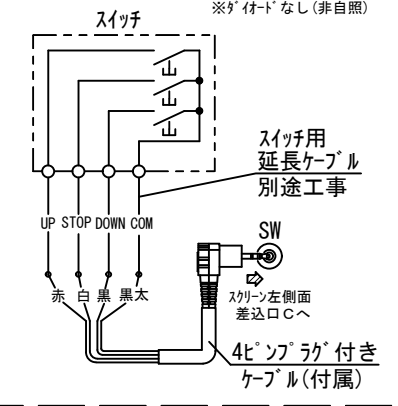 ※ダイオードなし(非自照)
スイッチ
スイッチ用
延長ケーブル
別途工事
UP STOP DOWN COM
SW
赤 白 黒 黒太
スクリーン左側面
差込口Cへ
4ピンプラグ付き
ケーブル(付属)